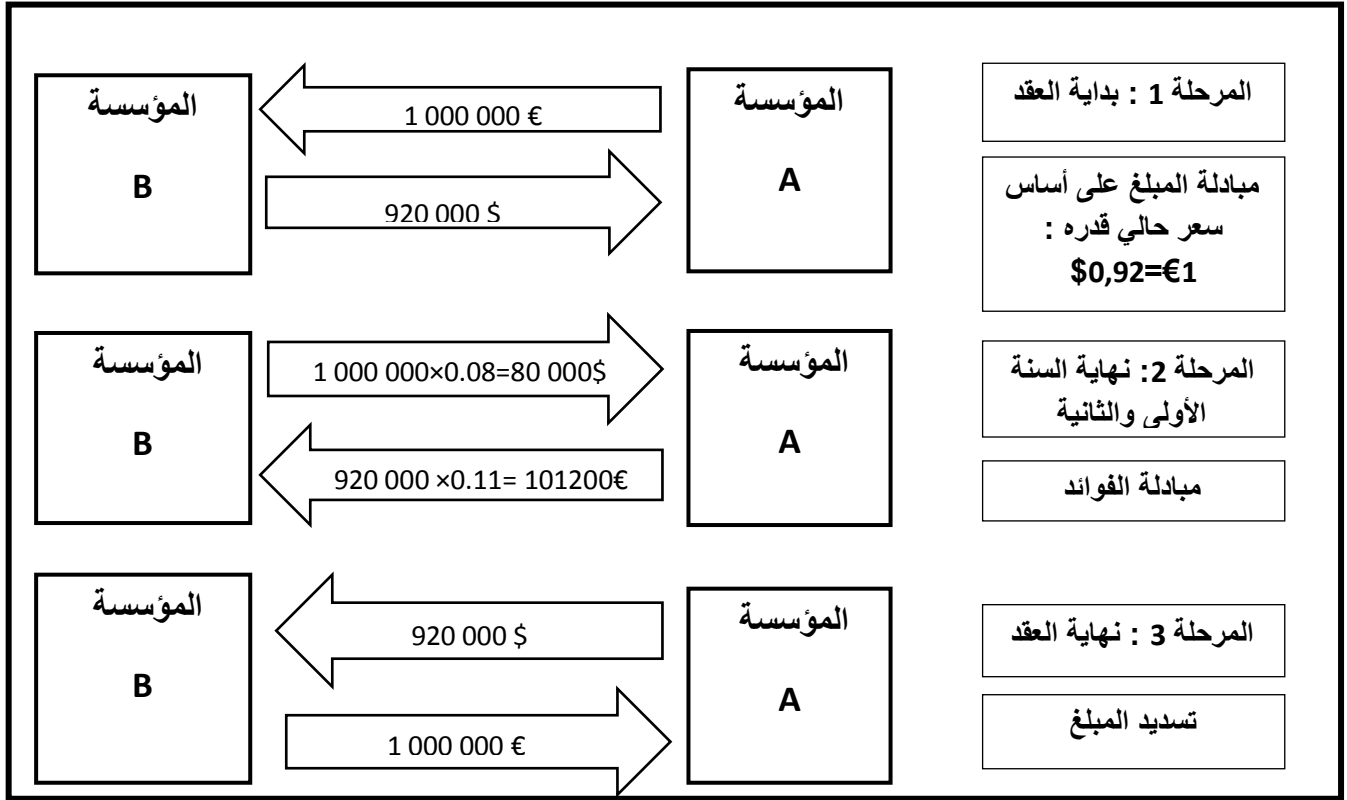 المرحلة 1 : بداية العقد
مبادلة المبلغ على أساس
سعر حالي قدره :
$0,92=€1
المؤسسة
A
1 000 000 €
920 000 $
المؤسسة
B
المرحلة 2: نهاية السنة
الأولى والثانية
مبادلة الفوائد
المؤسسة
A
1 000 000×0.08=80 000$
920 000 ×0.11= 101200€
المؤسسة
B
المرحلة 3 : نهاية العقد
تسديد المبلغ
المؤسسة
A
920 000 $
1 000 000 €
المؤسسة
B